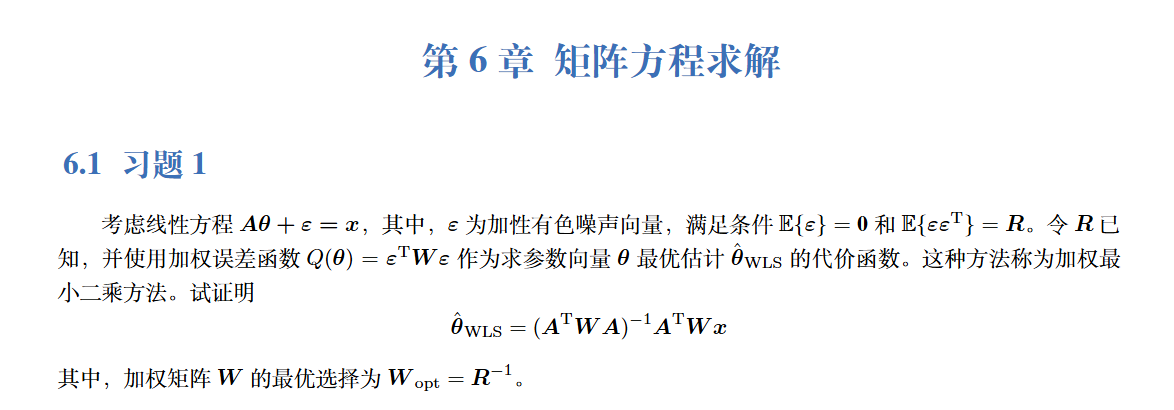 第 6 章 矩阵方程求解
6.1 习题 1
考虑线性方程 Aθ + ε = x，其中，ε 为加性有色噪声向量，满足条件 𝔼{ε} = 0 和 𝔼{εεᵀ} = R。令 R 已
知，并使用加权误差函数 Q(θ) = εᵀWε 作为求参数向量 θ 最优估计 θ̂_WLS 的代价函数。这种方法称为加权最
小二乘方法。试证明
θ̂_WLS = (AᵀWA)⁻¹AᵀWx
其中，加权矩阵 W 的最优选择为 W_opt = R⁻¹。